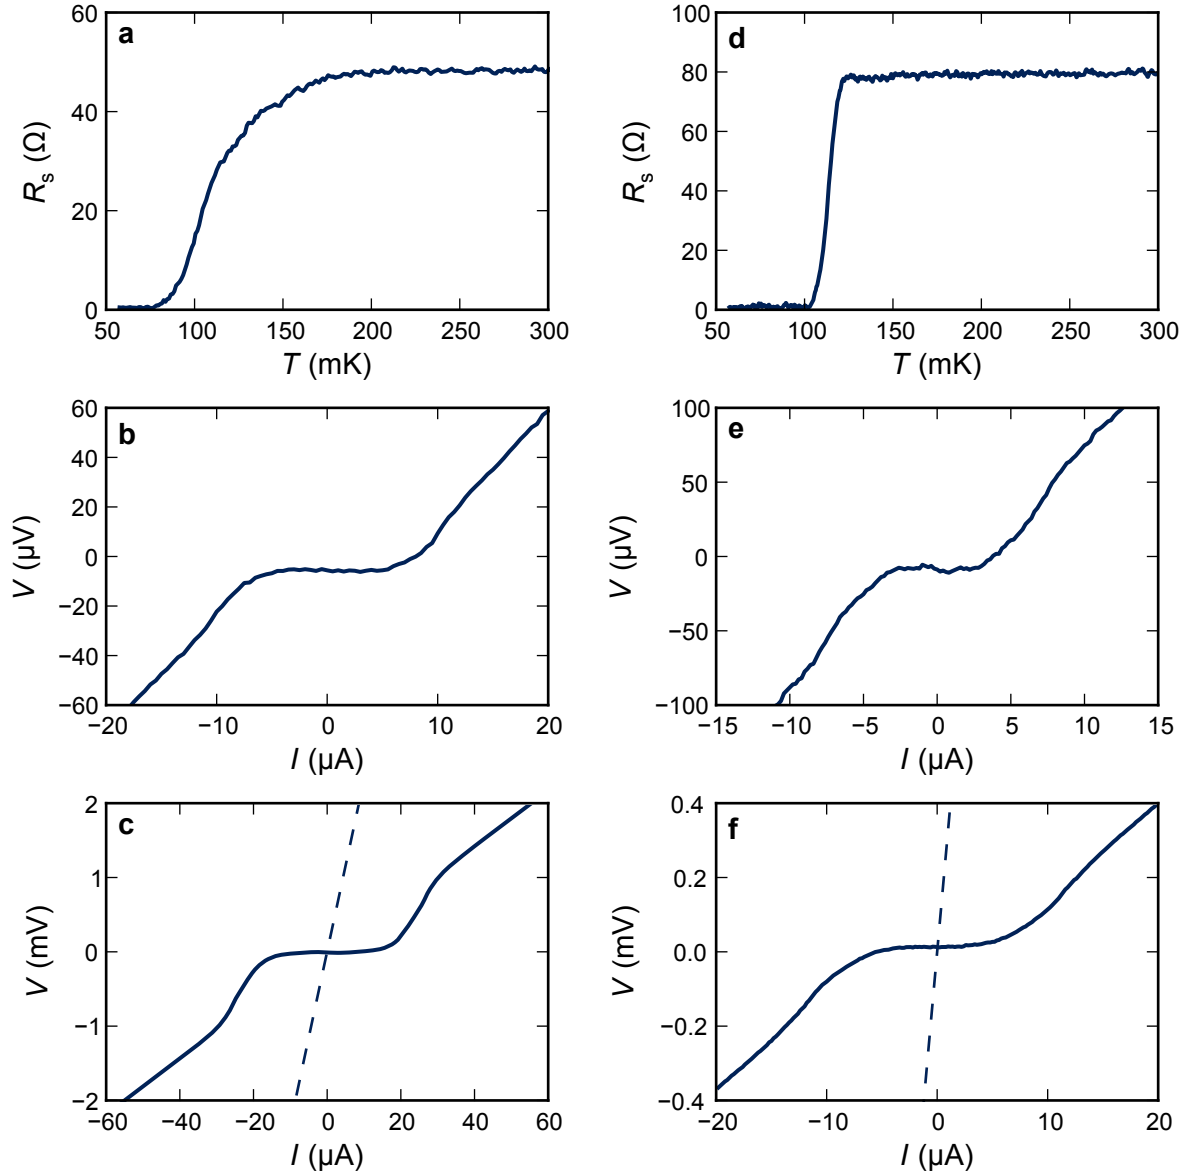 a
60
40
20
0
R_s (Ω)
50 100 150 200 250 300
T (mK)
d
100
80
60
40
20
0
R_s (Ω)
50 100 150 200 250 300
T (mK)
b
60
40
20
0
−20
−40
−60
V (µV)
−20 −10 0 10 20
I (µA)
e
100
50
0
−50
−100
V (µV)
−15 −10 −5 0 5 10 15
I (µA)
c
2
1
0
−1
−2
V (mV)
−60 −40 −20 0 20 40 60
I (µA)
f
0.4
0.2
0.0
−0.2
−0.4
V (mV)
−20 −10 0 10 20
I (µA)